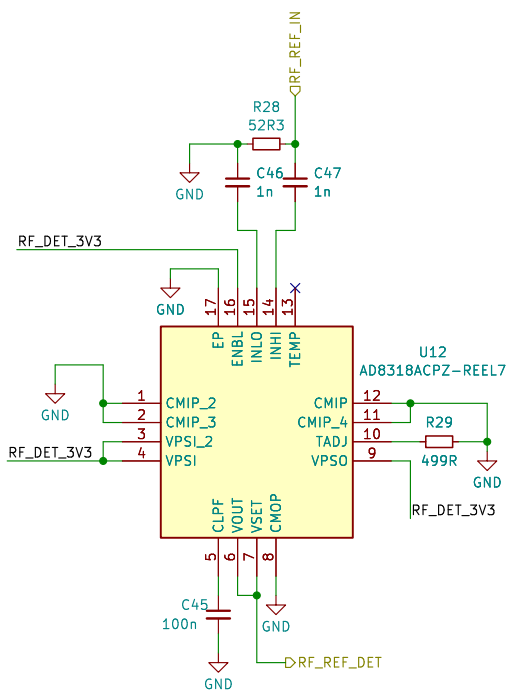 RF_REF_IN
R28
52R3
C46
1n
C47
1n
GND
RF_DET_3V3
GND
17
16
15
14
13
EP
ENBL
INLO
INHI
TEMP
U12
AD8318ACPZ-REEL7
GND
1
CMIP_2
2
CMIP_3
3
VPSI_2
4
VPSI
RF_DET_3V3
CMIP
12
CMIP_4
11
TADJ
10
VPSO
9
R29
499R
GND
RF_DET_3V3
CLPF
VOUT
VSET
CMOP
5
6
7
8
C45
100n
GND
GND
RF_REF_DET